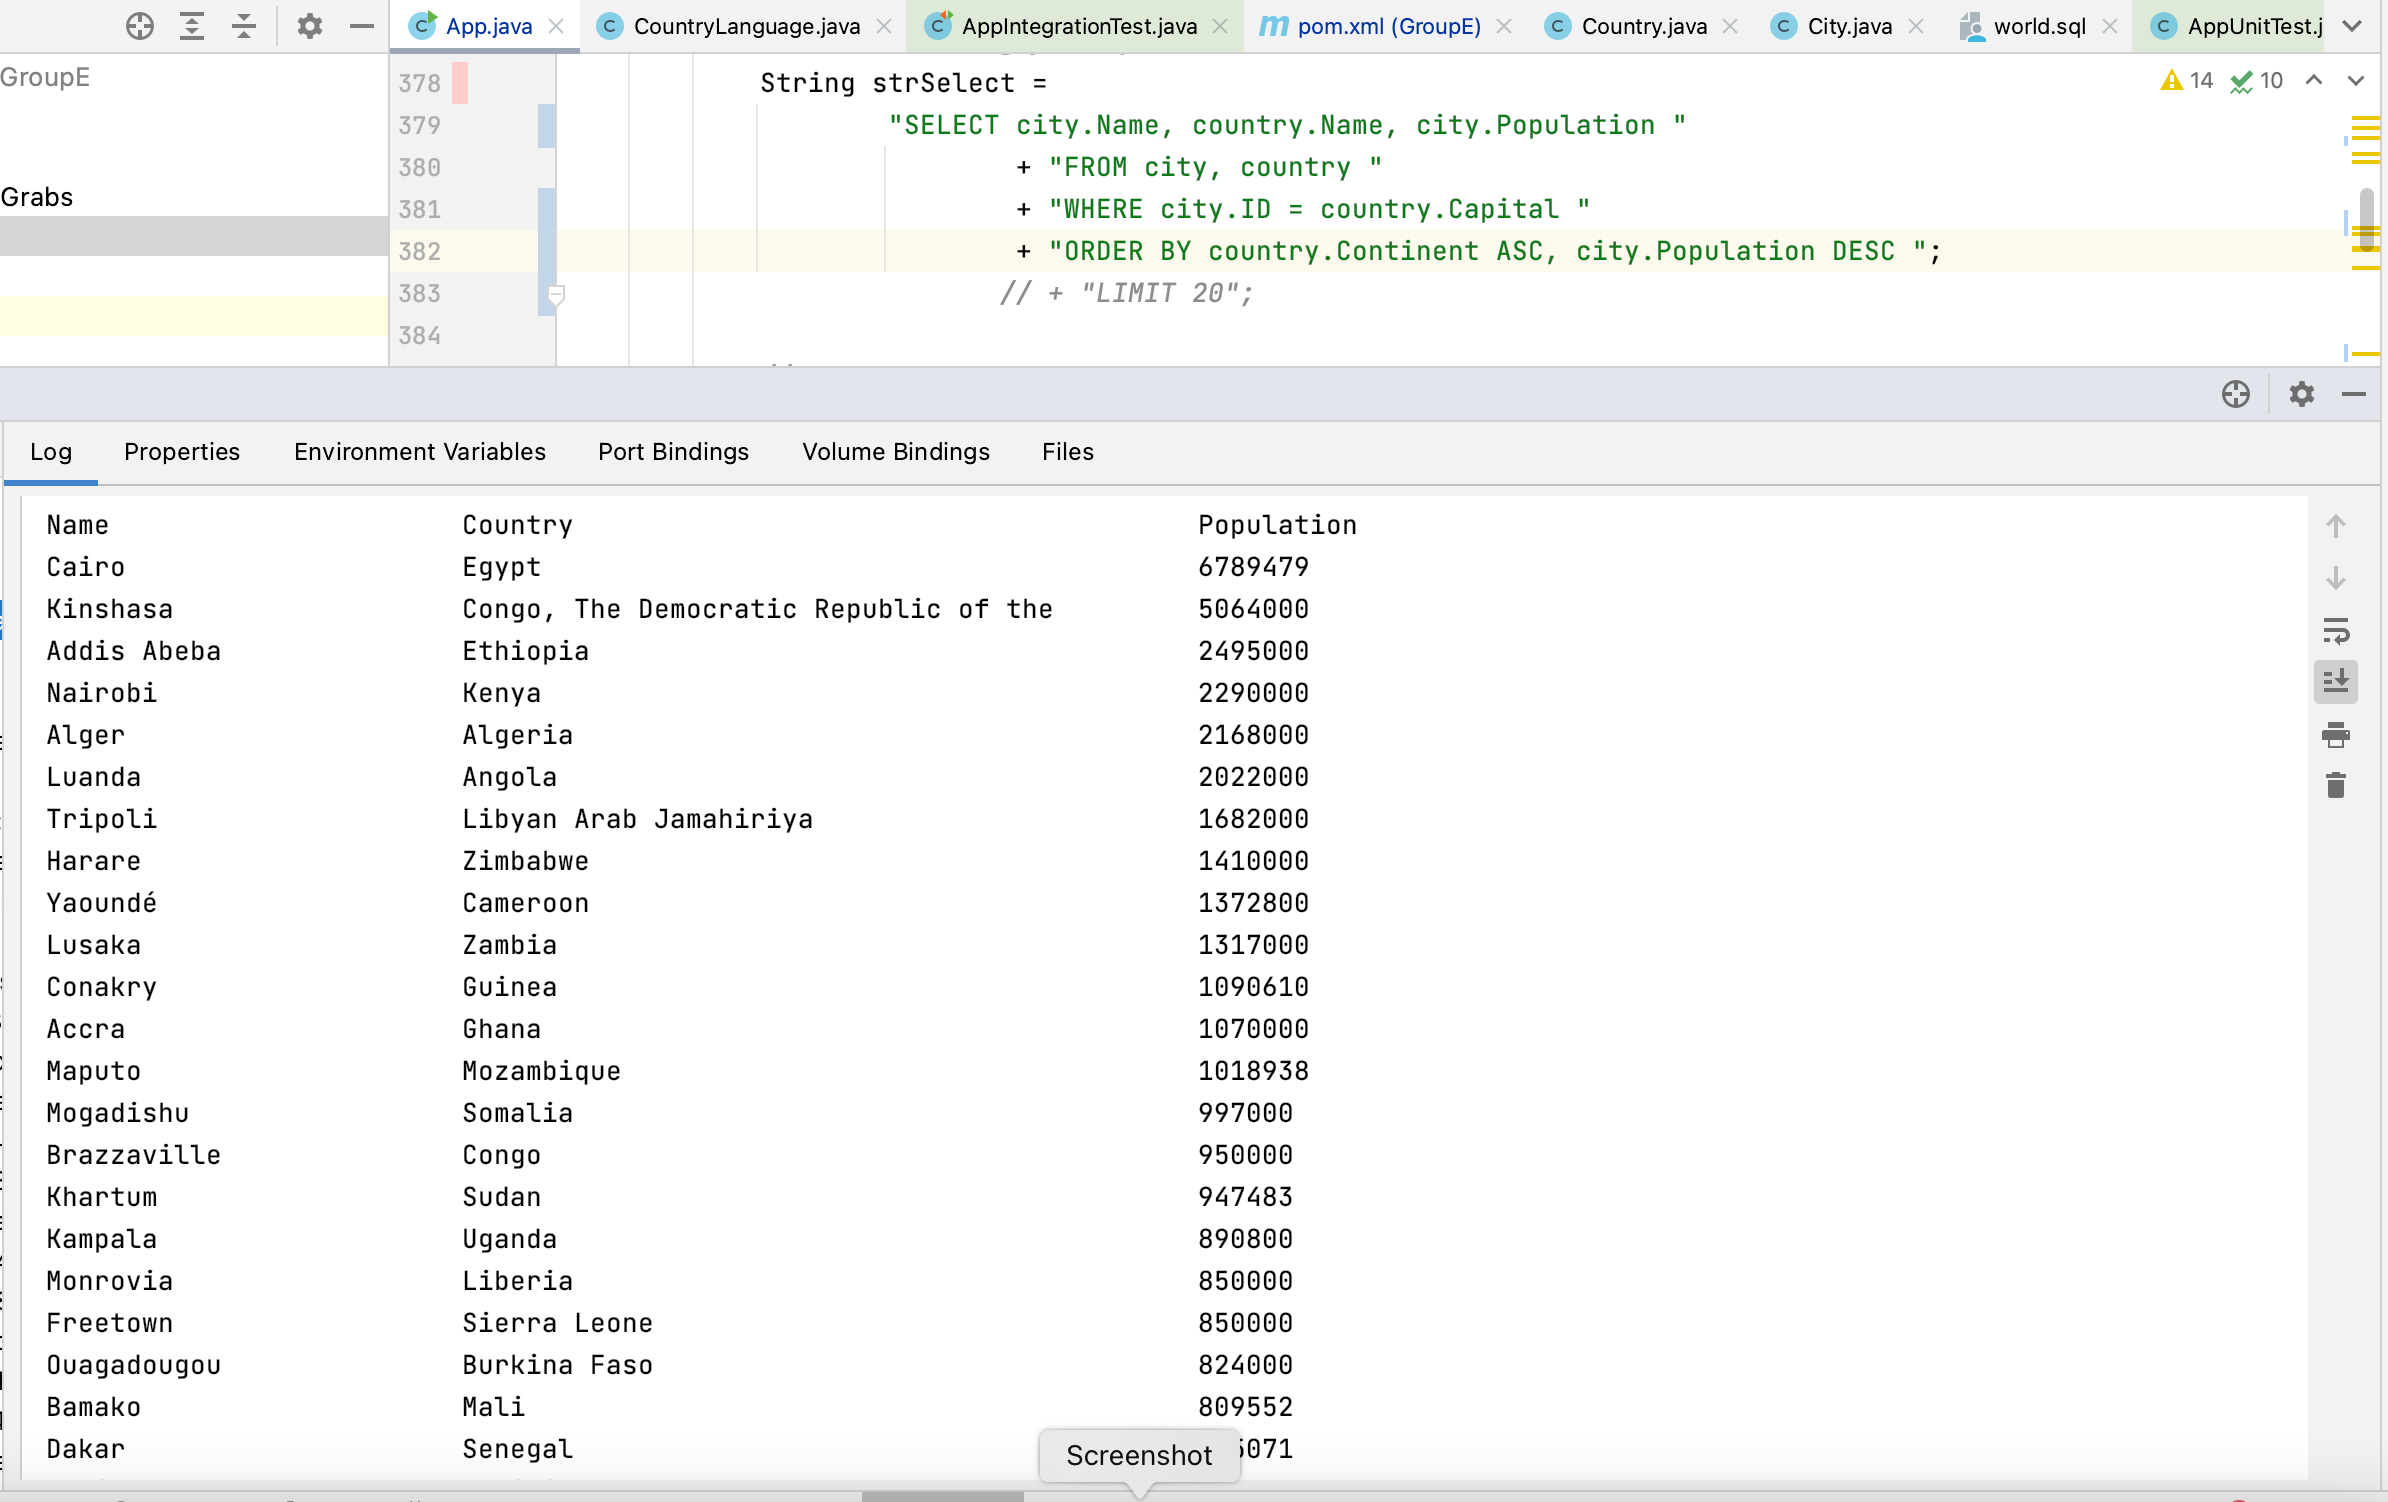 App.java CountryLanguage.java AppIntegrationTest.java pom.xml (GroupE) Country.java City.java world.sql AppUnitTest.j
GroupE
Grabs
14 10
378 String strSelect =
379 "SELECT city.Name, country.Name, city.Population "
380 + "FROM city, country "
381 + "WHERE city.ID = country.Capital "
382 + "ORDER BY country.Continent ASC, city.Population DESC ";
383 // + "LIMIT 20";
384
Log Properties Environment Variables Port Bindings Volume Bindings Files
Name Country Population
Cairo Egypt 6789479
Kinshasa Congo, The Democratic Republic of the 5064000
Addis Abeba Ethiopia 2495000
Nairobi Kenya 2290000
Alger Algeria 2168000
Luanda Angola 2022000
Tripoli Libyan Arab Jamahiriya 1682000
Harare Zimbabwe 1410000
Yaoundé Cameroon 1372800
Lusaka Zambia 1317000
Conakry Guinea 1090610
Accra Ghana 1070000
Maputo Mozambique 1018938
Mogadishu Somalia 997000
Brazzaville Congo 950000
Khartum Sudan 947483
Kampala Uganda 890800
Monrovia Liberia 850000
Freetown Sierra Leone 850000
Ouagadougou Burkina Faso 824000
Bamako Mali 809552
Dakar Senegal 5071
Screenshot